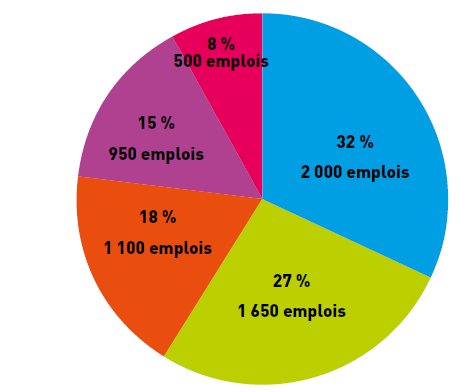 8 %
500 emplois
32 %
2 000 emplois
15 %
950 emplois
18 %
1 100 emplois
27 %
1 650 emplois